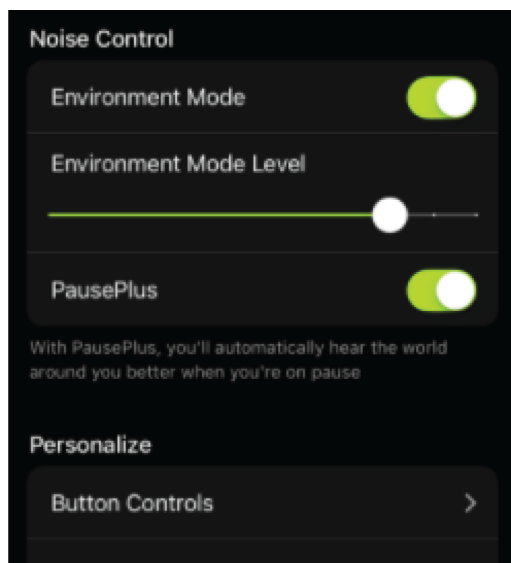 Noise Control
Environment Mode
Environment Mode Level
PausePlus
With PausePlus, you'll automatically hear the world
around you better when you're on pause
Personalize
Button Controls